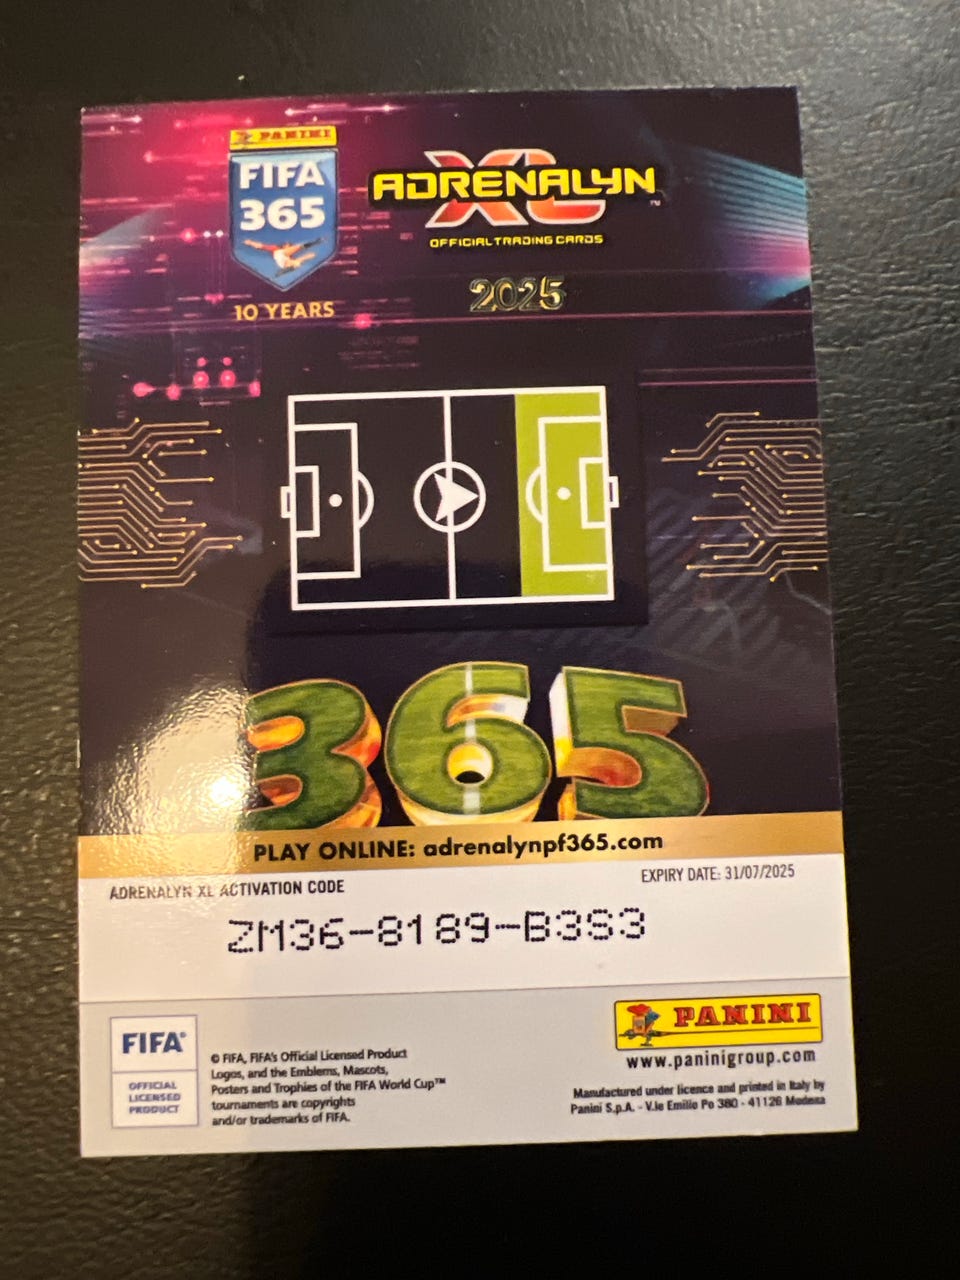 PANINI
FIFA
365
10 YEARS
ADRENALYN
XL™
OFFICIAL TRADING CARDS
2025
365
PLAY ONLINE: adrenalynpf365.com
ADRENALYN XL ACTIVATION CODE
EXPIRY DATE: 31/07/2025
ZM36-8189-B3S3
FIFA®
OFFICIAL
LICENSED
PRODUCT
© FIFA, FIFA's Official Licensed Product
Logos, and the Emblems, Mascots,
Posters and Trophies of the FIFA World Cup™
tournaments are copyrights
and/or trademarks of FIFA.
PANINI
www.paninigroup.com
Manufactured under licence and printed in Italy by
Panini S.p.A. - V.le Emilio Po 380 - 41126 Modena